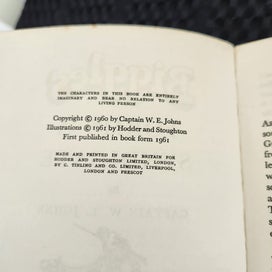 THE CHARACTERS IN THIS BOOK ARE ENTIRELY
IMAGINARY AND BEAR NO RELATION TO ANY
LIVING PERSON
Copyright © 1960 by Captain W. E. Johns
Illustrations © 1961 by Hodder and Stoughton
First published in book form 1961
MADE AND PRINTED IN GREAT BRITAIN FOR
HODDER AND STOUGHTON LIMITED, LONDON,
BY C. TINLING AND CO. LIMITED, LIVERPOOL,
LONDON AND PRESCOT